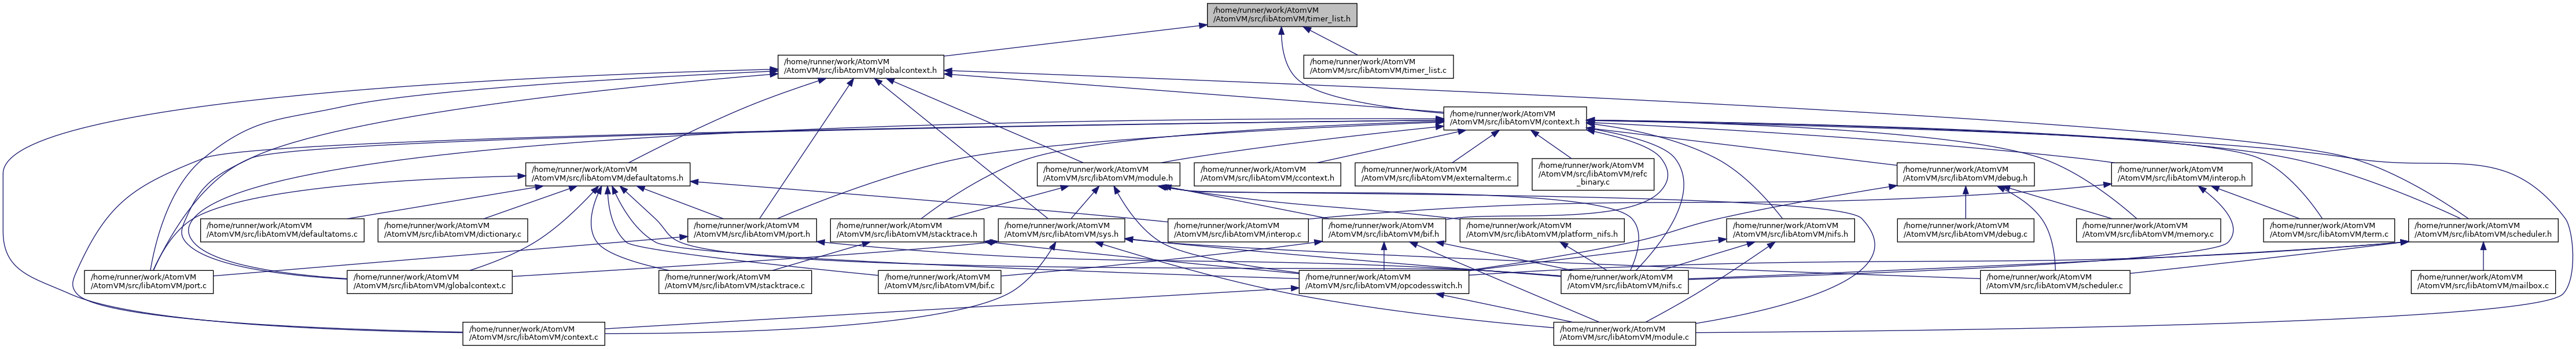 /home/runner/work/AtomVM
/AtomVM/src/libAtomVM/timer_list.h
/home/runner/work/AtomVM
/AtomVM/src/libAtomVM/globalcontext.h
/home/runner/work/AtomVM
/AtomVM/src/libAtomVM/timer_list.c
/home/runner/work/AtomVM
/AtomVM/src/libAtomVM/context.h
/home/runner/work/AtomVM
/AtomVM/src/libAtomVM/defaultatoms.h
/home/runner/work/AtomVM
/AtomVM/src/libAtomVM/module.h
/home/runner/work/AtomVM
/AtomVM/src/libAtomVM/ccontext.h
/home/runner/work/AtomVM
/AtomVM/src/libAtomVM/externalterm.c
/home/runner/work/AtomVM
/AtomVM/src/libAtomVM/refc
_binary.c
/home/runner/work/AtomVM
/AtomVM/src/libAtomVM/debug.h
/home/runner/work/AtomVM
/AtomVM/src/libAtomVM/interop.h
/home/runner/work/AtomVM
/AtomVM/src/libAtomVM/defaultatoms.c
/home/runner/work/AtomVM
/AtomVM/src/libAtomVM/dictionary.c
/home/runner/work/AtomVM
/AtomVM/src/libAtomVM/port.h
/home/runner/work/AtomVM
/AtomVM/src/libAtomVM/stacktrace.h
/home/runner/work/AtomVM
/AtomVM/src/libAtomVM/sys.h
/home/runner/work/AtomVM
/AtomVM/src/libAtomVM/interop.c
/home/runner/work/AtomVM
/AtomVM/src/libAtomVM/bif.h
/home/runner/work/AtomVM
/AtomVM/src/libAtomVM/platform_nifs.h
/home/runner/work/AtomVM
/AtomVM/src/libAtomVM/nifs.h
/home/runner/work/AtomVM
/AtomVM/src/libAtomVM/debug.c
/home/runner/work/AtomVM
/AtomVM/src/libAtomVM/memory.c
/home/runner/work/AtomVM
/AtomVM/src/libAtomVM/term.c
/home/runner/work/AtomVM
/AtomVM/src/libAtomVM/scheduler.h
/home/runner/work/AtomVM
/AtomVM/src/libAtomVM/port.c
/home/runner/work/AtomVM
/AtomVM/src/libAtomVM/globalcontext.c
/home/runner/work/AtomVM
/AtomVM/src/libAtomVM/stacktrace.c
/home/runner/work/AtomVM
/AtomVM/src/libAtomVM/bif.c
/home/runner/work/AtomVM
/AtomVM/src/libAtomVM/opcodesswitch.h
/home/runner/work/AtomVM
/AtomVM/src/libAtomVM/nifs.c
/home/runner/work/AtomVM
/AtomVM/src/libAtomVM/scheduler.c
/home/runner/work/AtomVM
/AtomVM/src/libAtomVM/mailbox.c
/home/runner/work/AtomVM
/AtomVM/src/libAtomVM/context.c
/home/runner/work/AtomVM
/AtomVM/src/libAtomVM/module.c